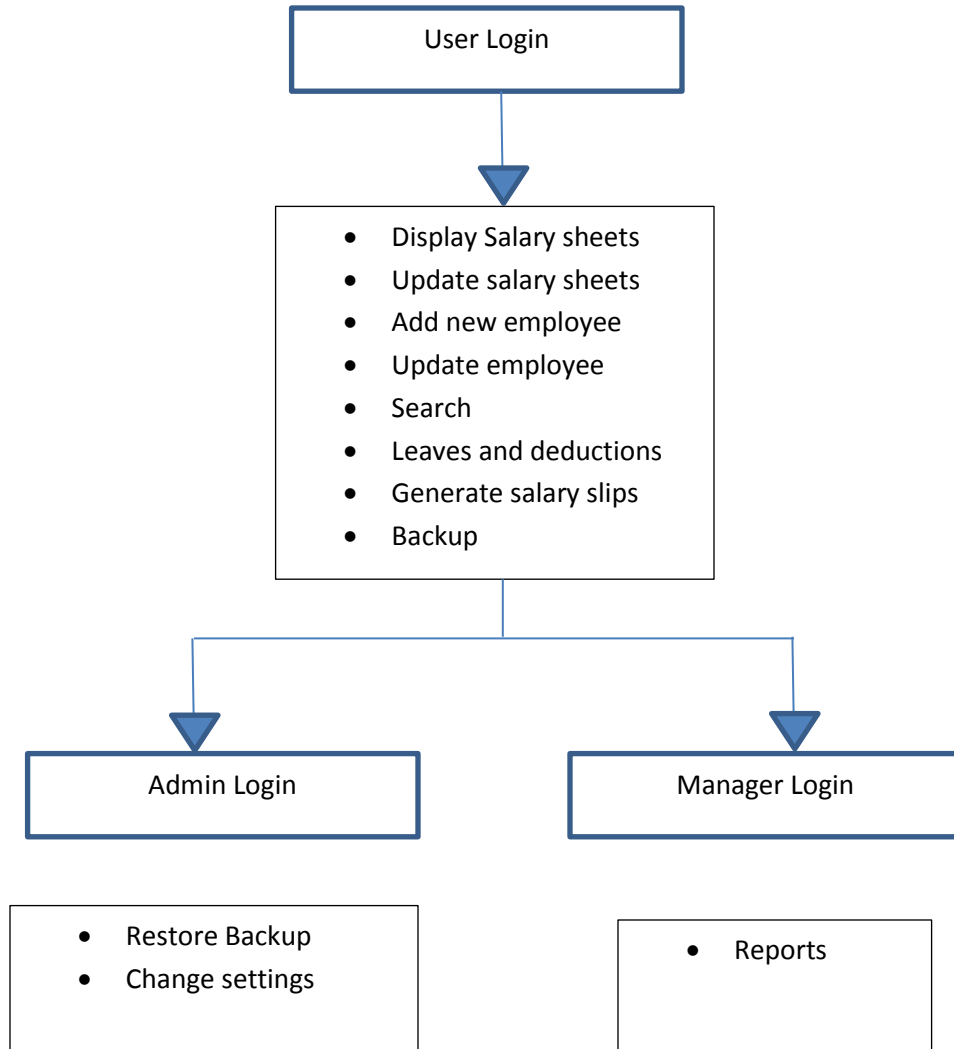 User Login
• Display Salary sheets
• Update salary sheets
• Add new employee
• Update employee
• Search
• Leaves and deductions
• Generate salary slips
• Backup
Admin Login
Manager Login
• Restore Backup
• Change settings
• Reports